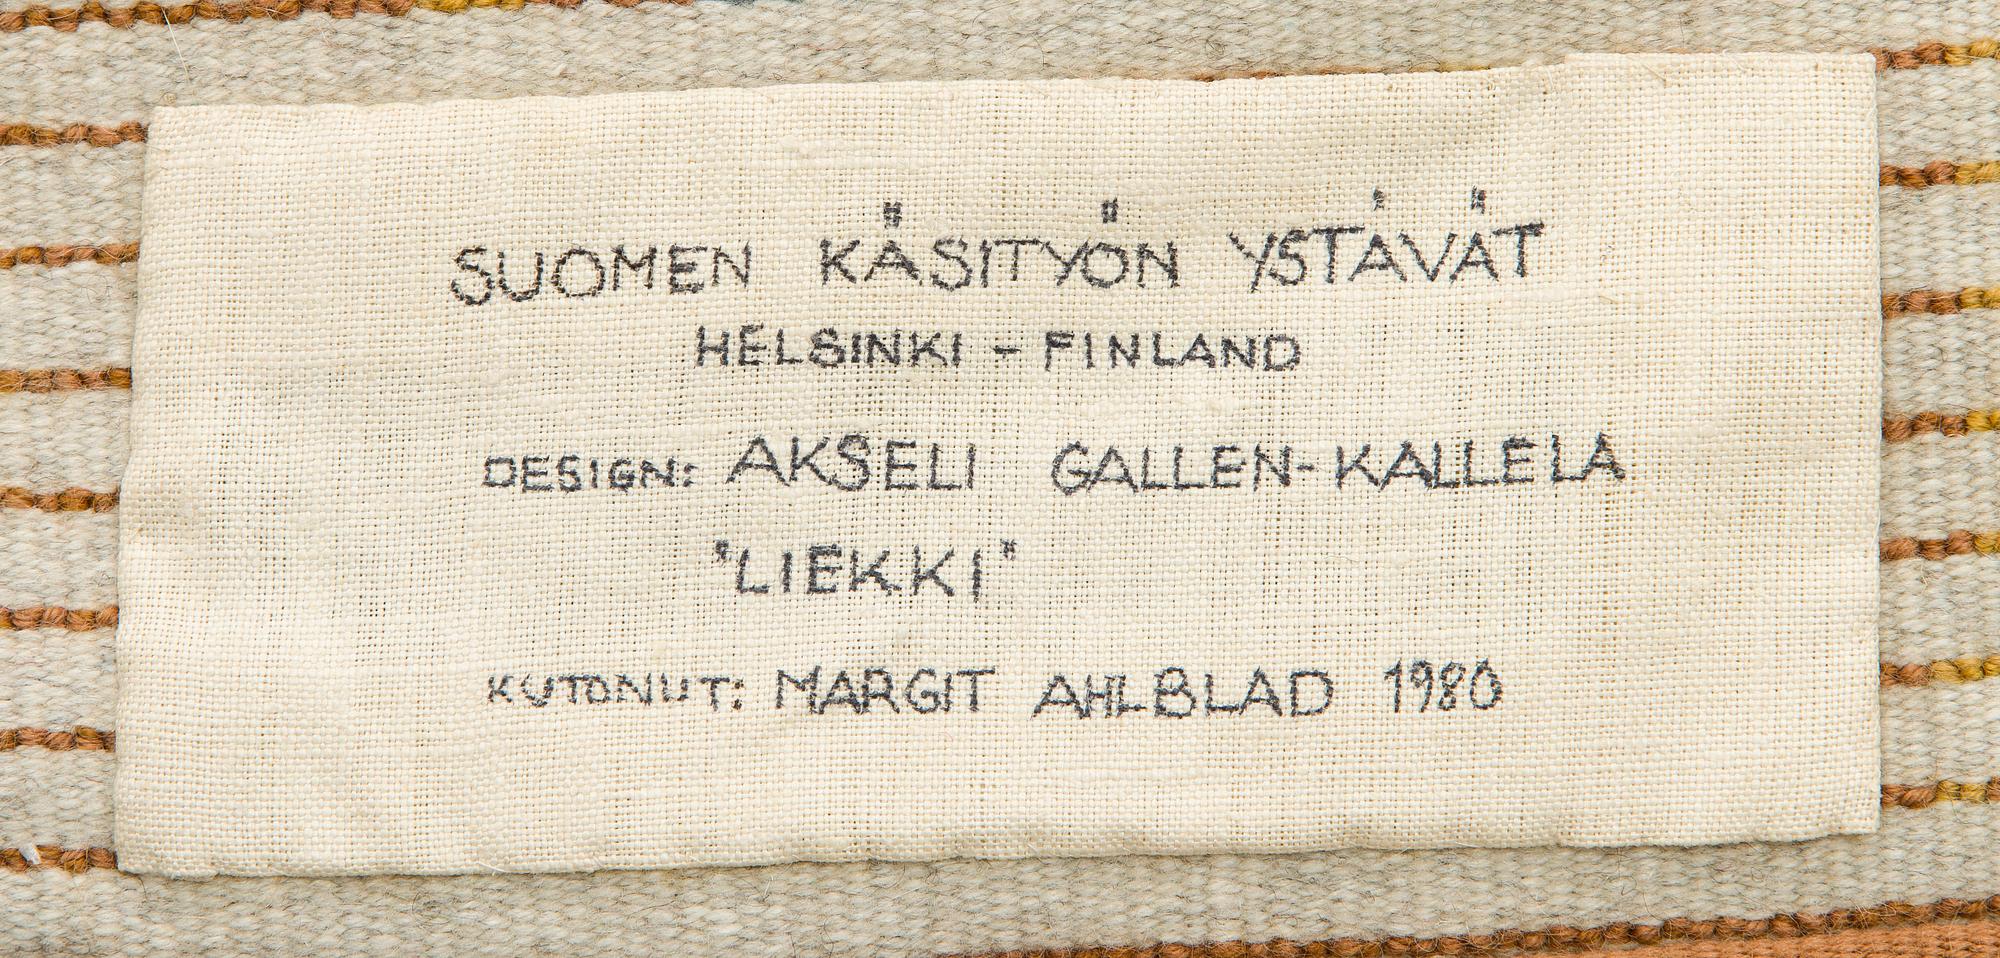 SUOMEN KÄSITYÖN YSTÄVÄT
HELSINKI - FINLAND
DESIGN: AKSELI GALLEN-KALLELA
"LIEKKI"
KUTONUT: MARGIT AHLBLAD 1980